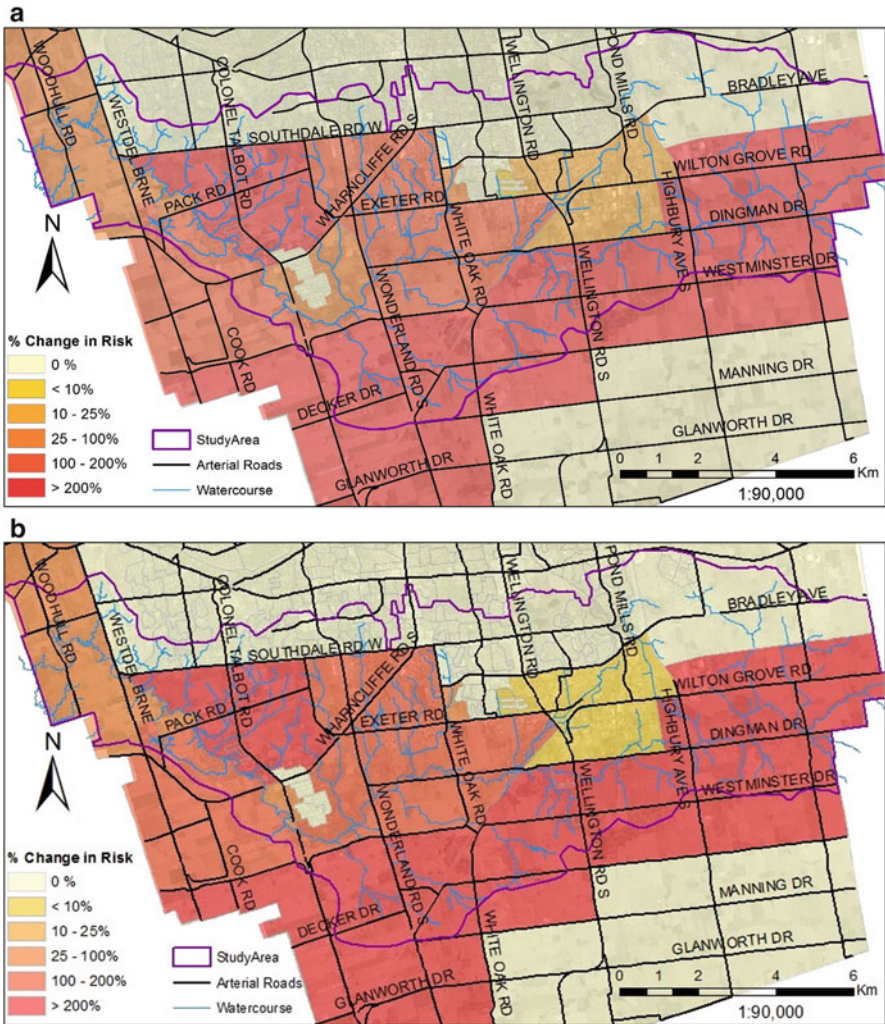 a
WOODHULL RD
WESTDEL BRNE
COLONEL TALBOT RD
SOUTHDALE RD W
WHARNCLIFFE RD S
WELLINGTON RD
POND MILLS RD
BRADLEY AVE
PACK RD
EXETER RD
WILTON GROVE RD
HIGHBURY AVE S
DINGMAN DR
WHITE OAK RD
WONDERLAND RD S
WELLINGTON RD S
WESTMINSTER DR
N
COOK RD
DECKER DR
MANNING DR
GLANWORTH DR
WHITE OAK RD
GLANWORTH DR
% Change in Risk
0 %
< 10%
10 - 25%
25 - 100%
100 - 200%
> 200%
StudyArea
Arterial Roads
Watercourse
0 1 2 4 6
Km
1:90,000
b
WOODHULL RD
WESTDEL BRNE
COLONEL TALBOT RD
SOUTHDALE RD W
WHARNCLIFFE RD S
WELLINGTON RD
POND MILLS RD
BRADLEY AVE
PACK RD
EXETER RD
WILTON GROVE RD
HIGHBURY AVE S
DINGMAN DR
WHITE OAK RD
WONDERLAND RD S
WELLINGTON RD S
WESTMINSTER DR
N
COOK RD
DECKER DR
MANNING DR
GLANWORTH DR
WHITE OAK RD
GLANWORTH DR
% Change in Risk
0 %
< 10%
10 - 25%
25 - 100%
100 - 200%
> 200%
StudyArea
Arterial Roads
Watercourse
0 1 2 4 6
Km
1:90,000